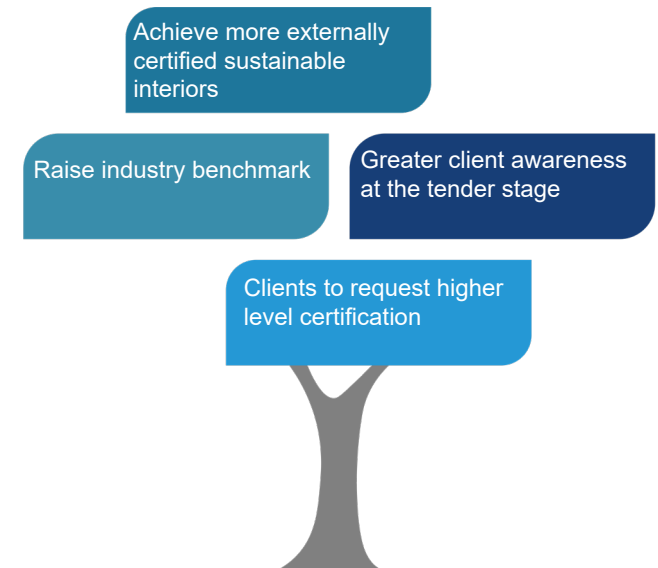 Achieve more externally
certified sustainable
interiors
Raise industry benchmark
Greater client awareness
at the tender stage
Clients to request higher
level certification